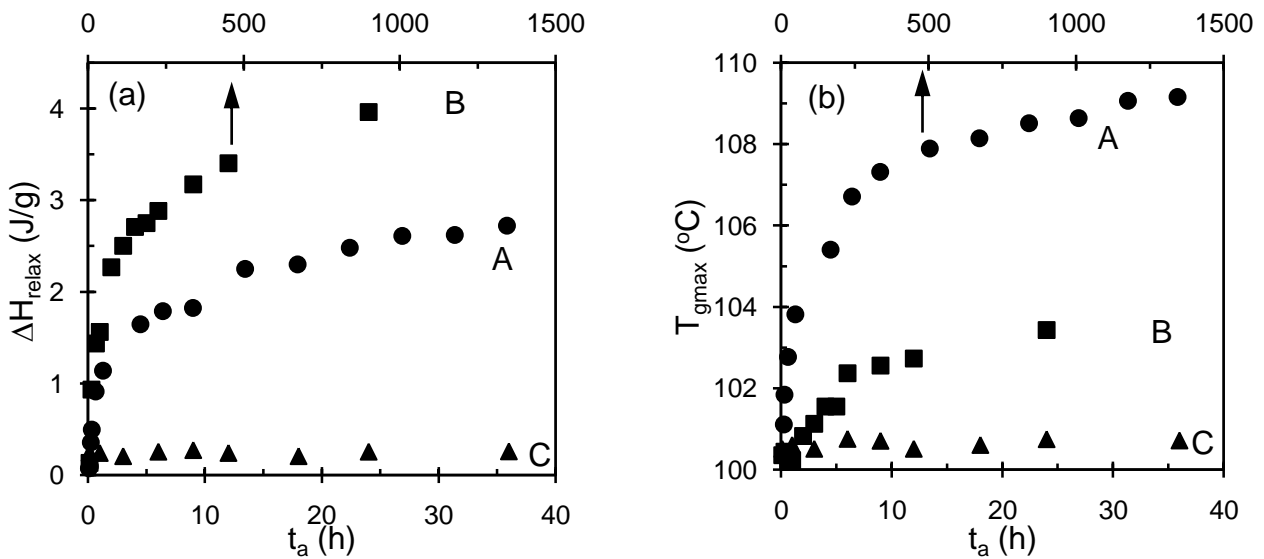 0 500 1000 1500
(a)
B
A
C
4
3
2
1
0
ΔH_relax (J/g)
0 10 20 30 40
t_a (h)
0 500 1000 1500
(b)
A
B
C
110
108
106
104
102
100
T_gmax (°C)
0 10 20 30 40
t_a (h)